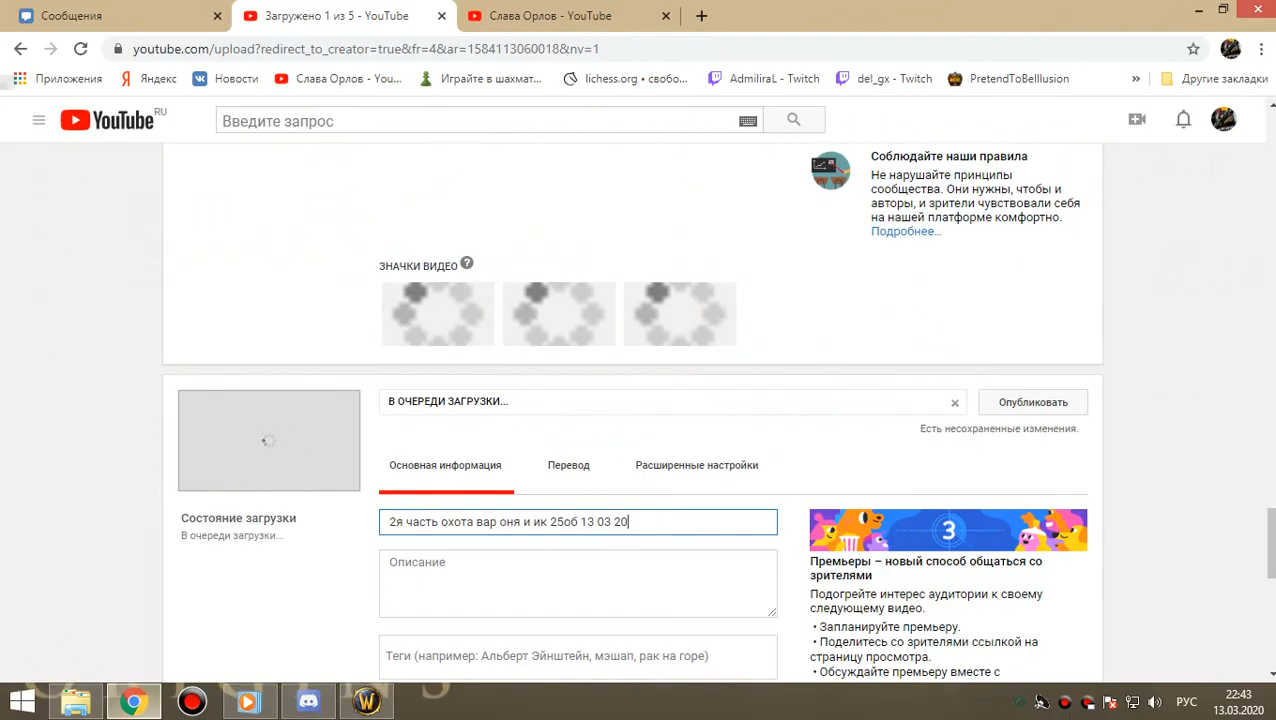 Сообщения
Загружено 1 из 5 - YouTube
Слава Орлов - YouTube
youtube.com/upload?redirect_to_creator=true&fr=4&ar=1584113060018&nv=1
Приложения
Яндекс
Новости
Слава Орлов - You...
Играйте в шахмат...
lichess.org • свобо...
AdmiiraL - Twitch
del_gx - Twitch
PretendToBeIllusion
»
Другие закладки
YouTube RU
Введите запрос
Соблюдайте наши правила
Не нарушайте принципы
сообщества. Они нужны, чтобы и
авторы, и зрители чувствовали себя
на нашей платформе комфортно.
Подробнее...
ЗНАЧКИ ВИДЕО ?
В ОЧЕРЕДИ ЗАГРУЗКИ...
Опубликовать
Есть несохраненные изменения.
Основная информация
Перевод
Расширенные настройки
Состояние загрузки
В очереди загрузки...
2я часть охота вар оня и ик 25об 13 03 20
Описание
Теги (например: Альберт Эйнштейн, мэшап, рак на горе)
3
Премьеры – новый способ общаться со
зрителями
Подогрейте интерес аудитории к своему
следующему видео.
• Запланируйте премьеру.
• Поделитесь со зрителями ссылкой на
страницу просмотра.
• Обсуждайте премьеру вместе с
РУС
22:43
13.03.2020